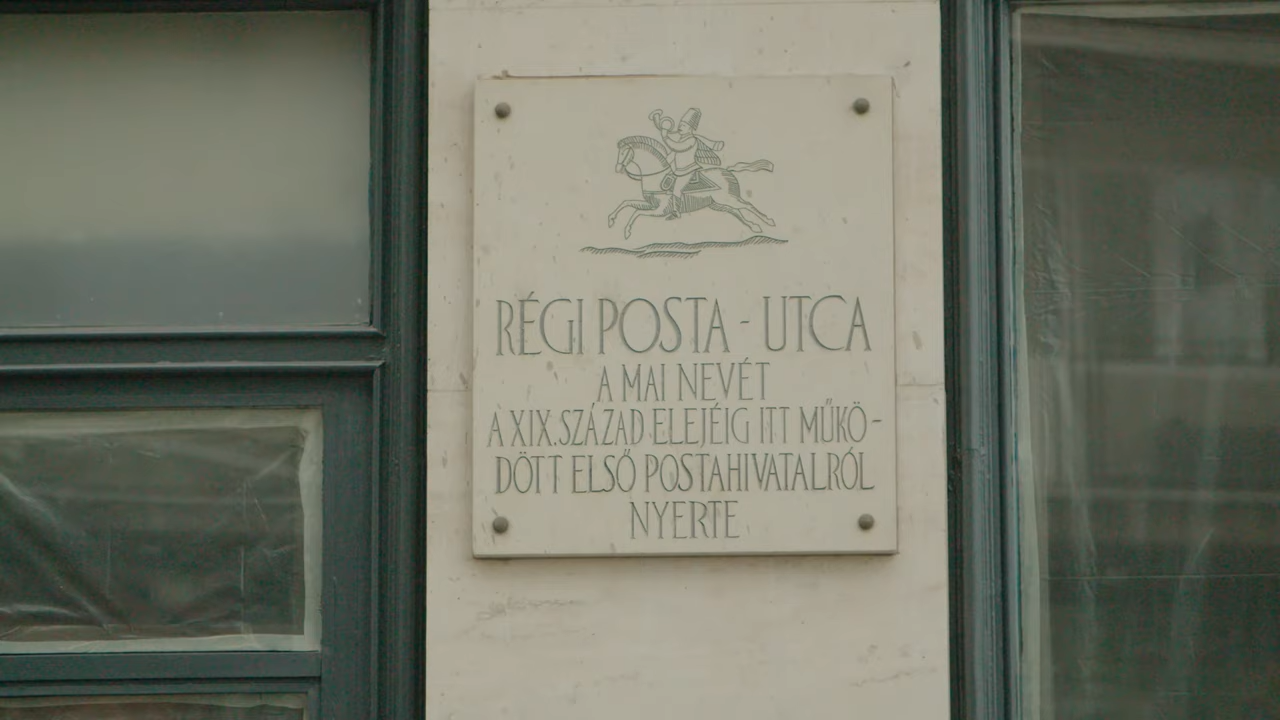 RÉGI POSTA - UTCA
A MAI NEVÉT
A XIX. SZÁZAD ELEJÉIG ITT MŰKÖ -
DÖTT ELSŐ POSTAHIVATALRÓL
NYERTE